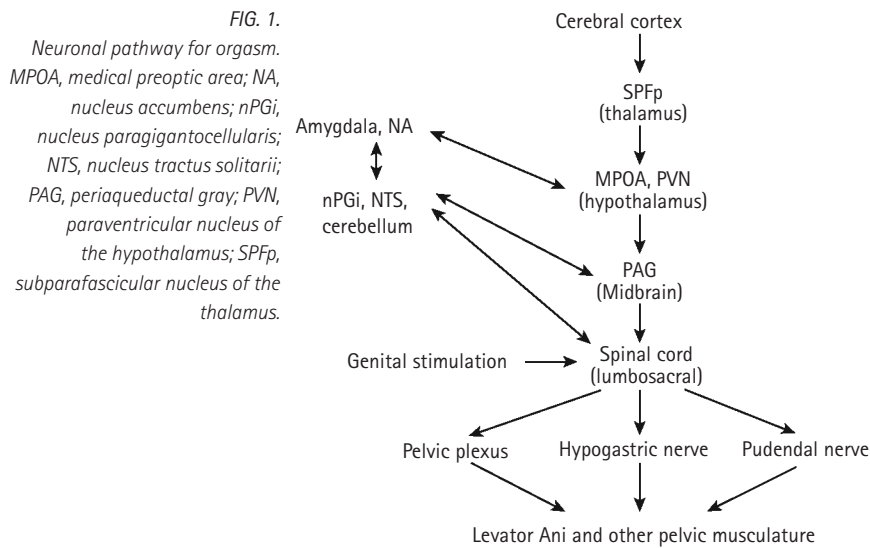 FIG. 1.
Neuronal pathway for orgasm.
MPOA, medical preoptic area; NA,
nucleus accumbens; nPGi,
nucleus paragigantocellularis;
NTS, nucleus tractus solitarii;
PAG, periaqueductal gray; PVN,
paraventricular nucleus of
the hypothalamus; SPFp,
subparafascicular nucleus of the
thalamus.
Cerebral cortex
SPFp
(thalamus)
Amygdala, NA
MPOA, PVN
(hypothalamus)
nPGi, NTS,
cerebellum
PAG
(Midbrain)
Genital stimulation
Spinal cord
(lumbosacral)
Pelvic plexus
Hypogastric nerve
Pudendal nerve
Levator Ani and other pelvic musculature